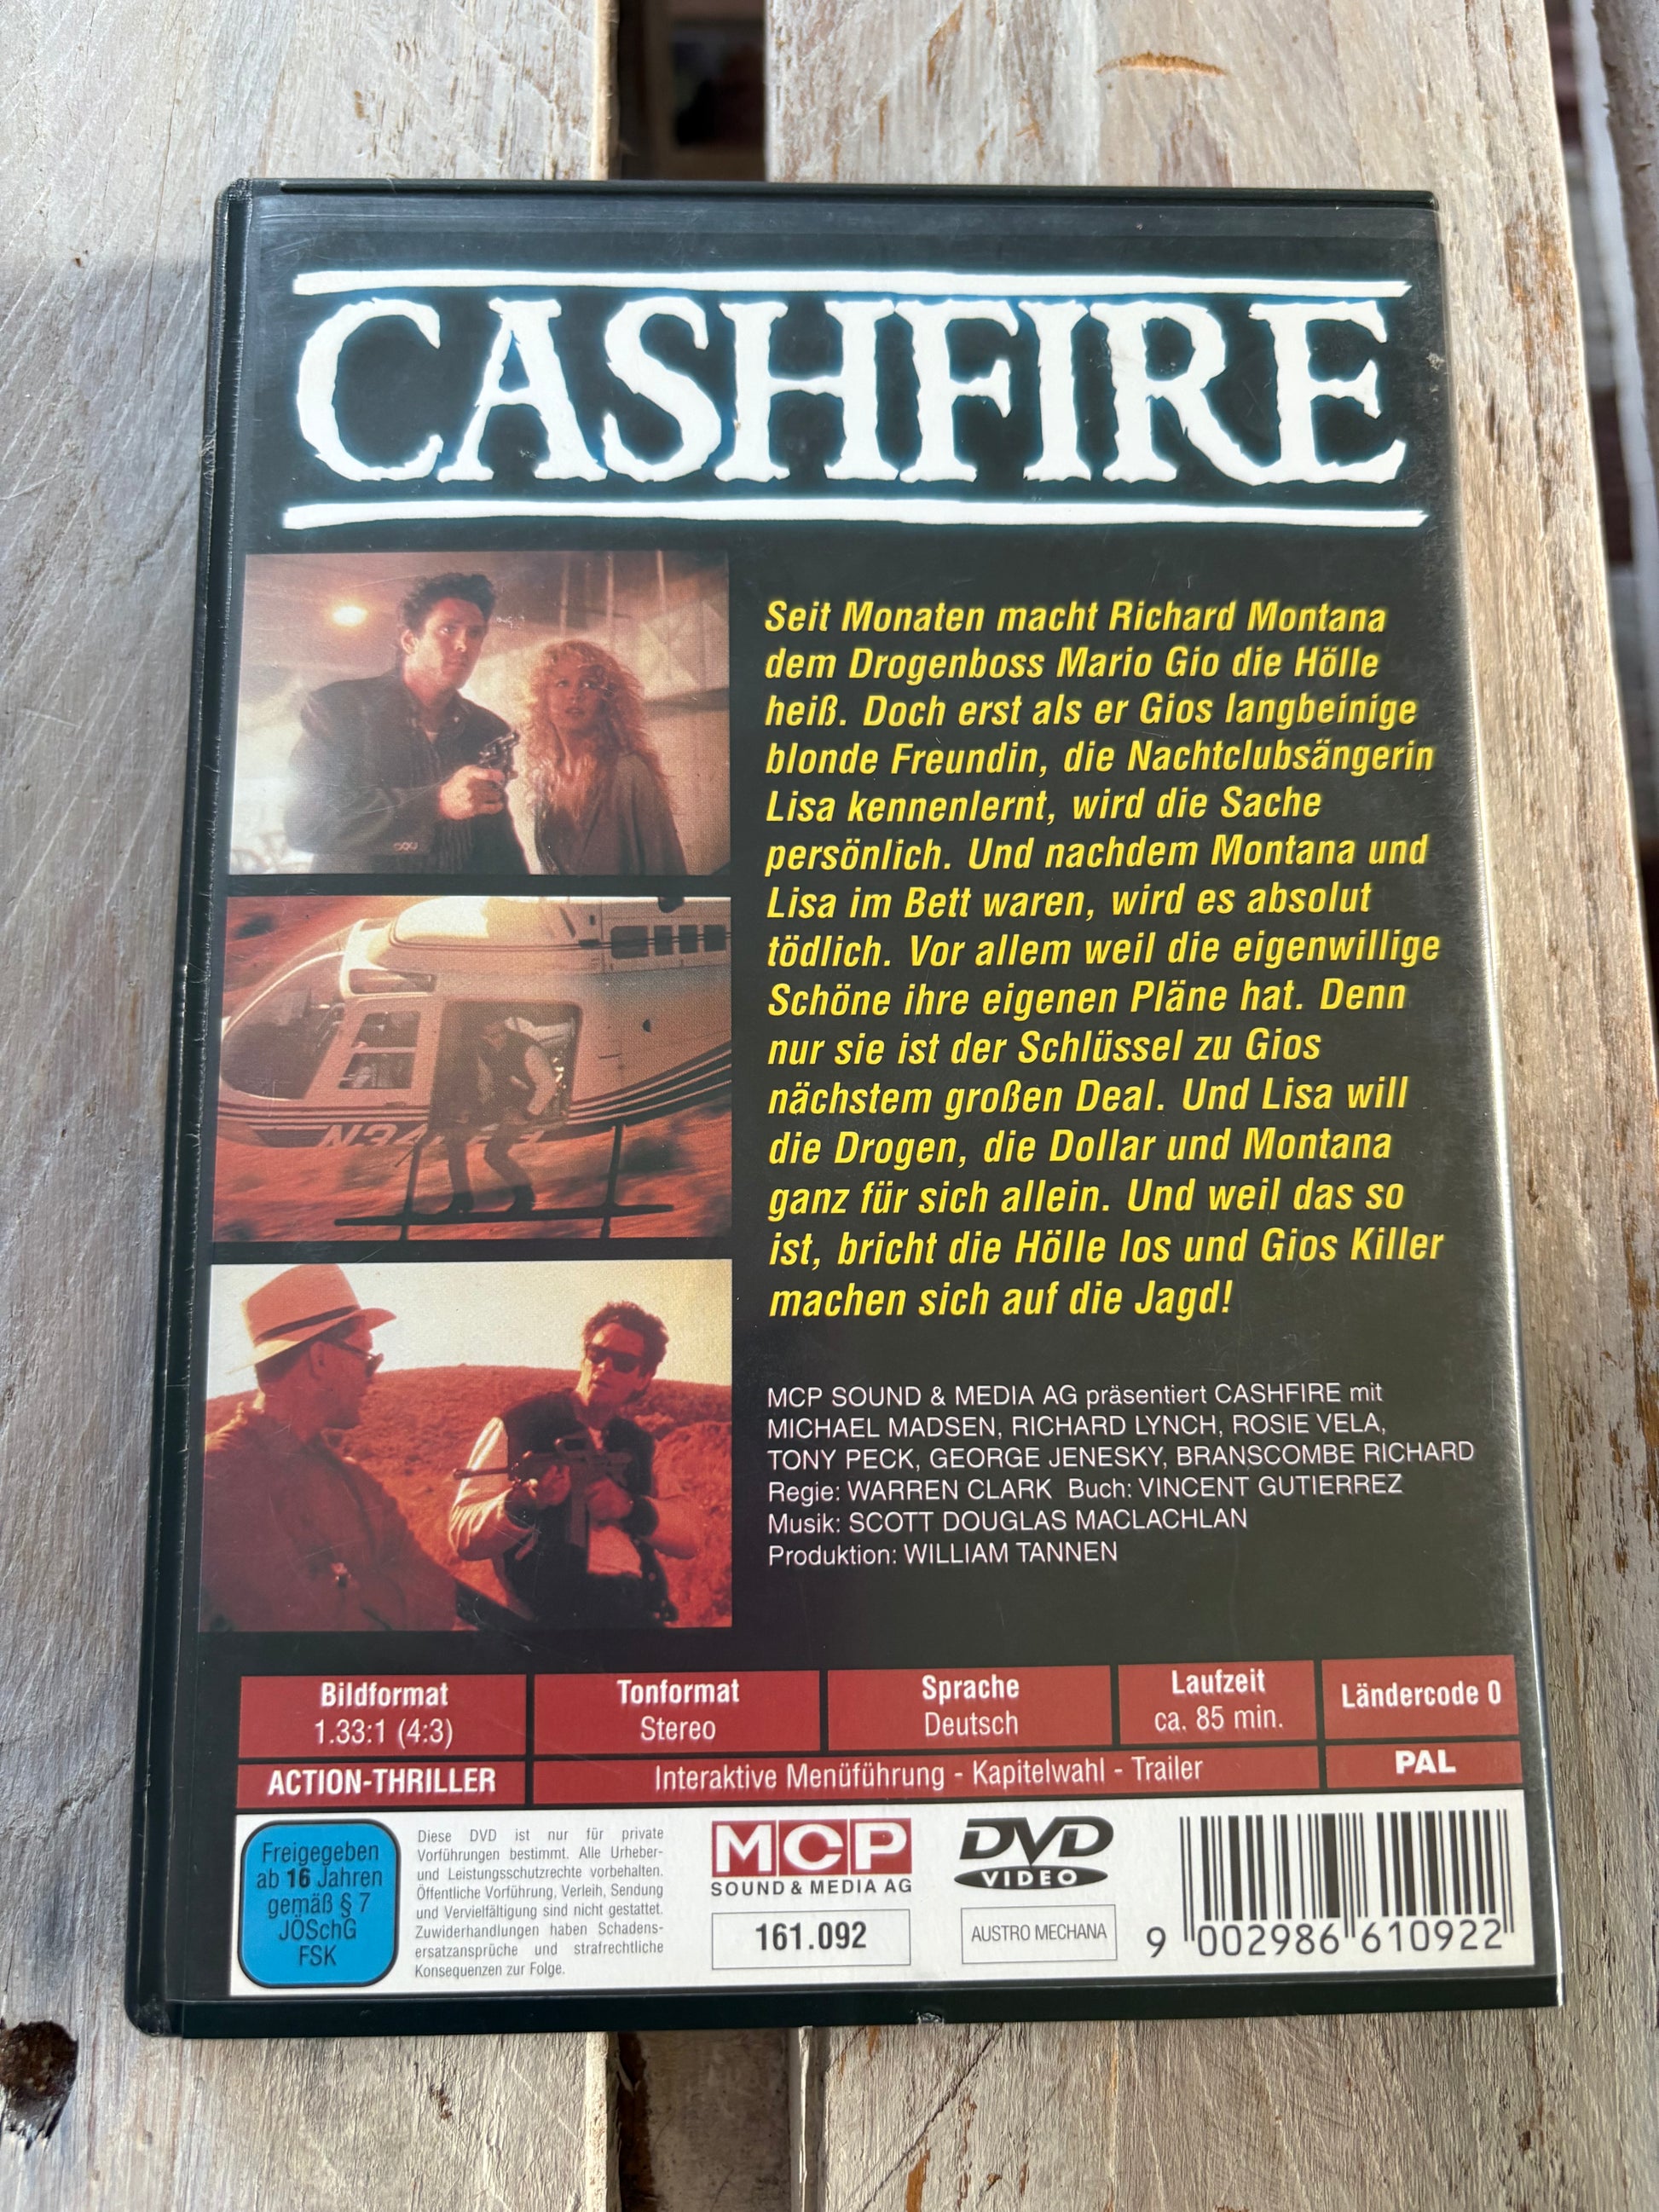 CASHFIRE
Seit Monaten macht Richard Montana
dem Drogenboss Mario Gio die Hölle
heiß. Doch erst als er Gios langbeinige
blonde Freundin, die Nachtclubsängerin
Lisa kennenlernt, wird die Sache
persönlich. Und nachdem Montana und
Lisa im Bett waren, wird es absolut
tödlich. Vor allem weil die eigenwillige
Schöne ihre eigenen Pläne hat. Denn
nur sie ist der Schlüssel zu Gios
nächstem großen Deal. Und Lisa will
die Drogen, die Dollar und Montana
ganz für sich allein. Und weil das so
ist, bricht die Hölle los und Gios Killer
machen sich auf die Jagd!
MCP SOUND & MEDIA AG präsentiert CASHFIRE mit
MICHAEL MADSEN, RICHARD LYNCH, ROSIE VELA,
TONY PECK, GEORGE JENESKY, BRANSCOMBE RICHARD
Regie: WARREN CLARK Buch: VINCENT GUTIERREZ
Musik: SCOTT DOUGLAS MACLACHLAN
Produktion: WILLIAM TANNEN
Bildformat
1.33:1 (4:3)
Tonformat
Stereo
Sprache
Deutsch
Laufzeit
ca. 85 min.
Ländercode 0
ACTION-THRILLER
Interaktive Menüführung - Kapitelwahl - Trailer
PAL
Freigegeben
ab 16 Jahren
gemäß § 7
JÖSchG
FSK
Diese DVD ist nur für private
Vorführungen bestimmt. Alle Urheber-
und Leistungsschutzrechte vorbehalten.
Öffentliche Vorführung, Verleih, Sendung
und Vervielfältigung sind nicht gestattet.
Zuwiderhandlungen haben Schadens-
ersatzansprüche und strafrechtliche
Konsequenzen zur Folge.
MCP
SOUND & MEDIA AG
161.092
DVD
VIDEO
AUSTRO MECHANA
9 002986 610922